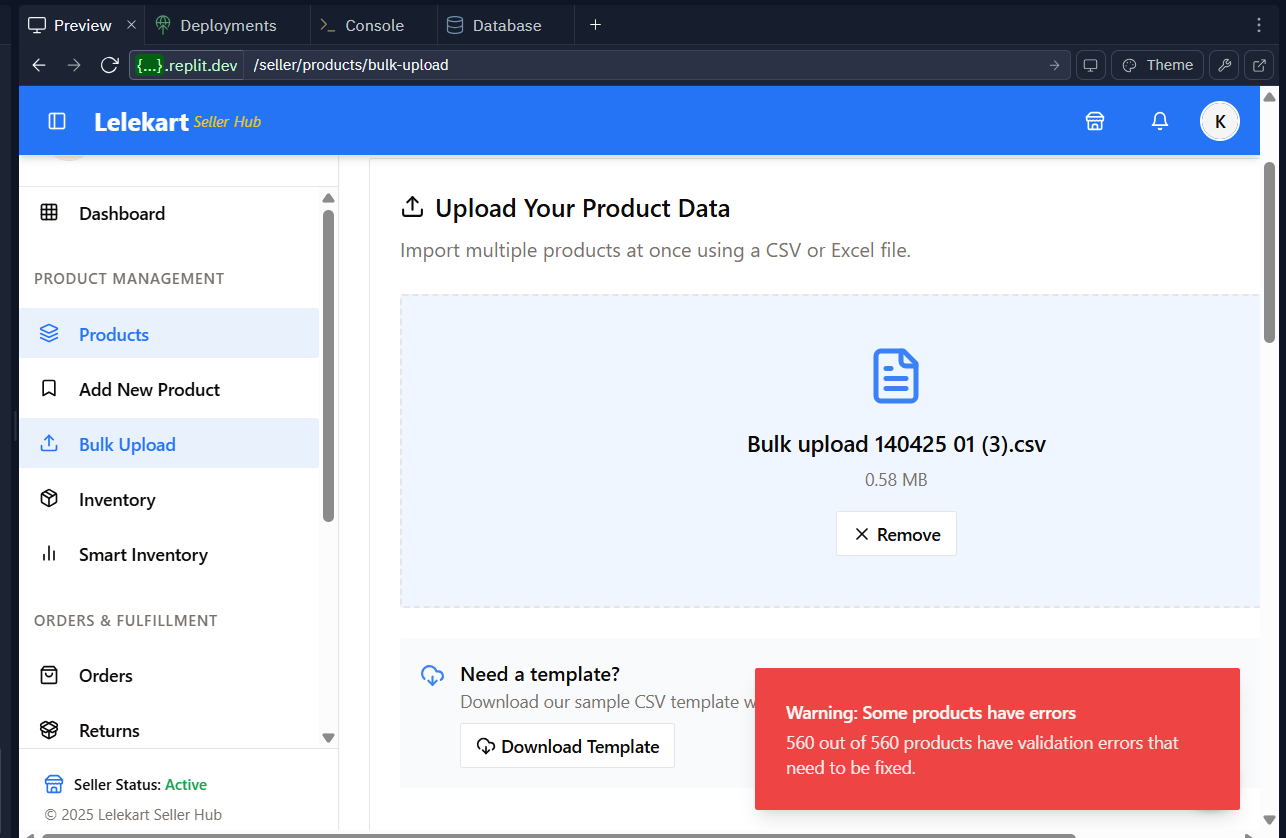 Preview
Deployments
Console
Database
{...}.replit.dev
/seller/products/bulk-upload
Theme
Lelekart Seller Hub
K
Dashboard
PRODUCT MANAGEMENT
Products
Add New Product
Bulk Upload
Inventory
Smart Inventory
ORDERS & FULFILLMENT
Orders
Returns
Seller Status: Active
© 2025 Lelekart Seller Hub
Upload Your Product Data
Import multiple products at once using a CSV or Excel file.
Bulk upload 140425 01 (3).csv
0.58 MB
Remove
Need a template?
Download our sample CSV template
Download Template
Warning: Some products have errors
560 out of 560 products have validation errors that
need to be fixed.